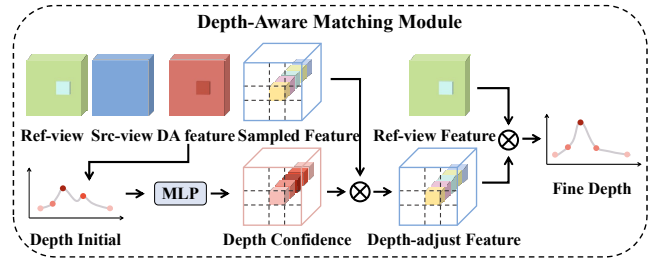 Depth-Aware Matching Module
Ref-view Src-view DA feature Sampled Feature Ref-view Feature
MLP
Fine Depth
Depth Initial Depth Confidence Depth-adjust Feature